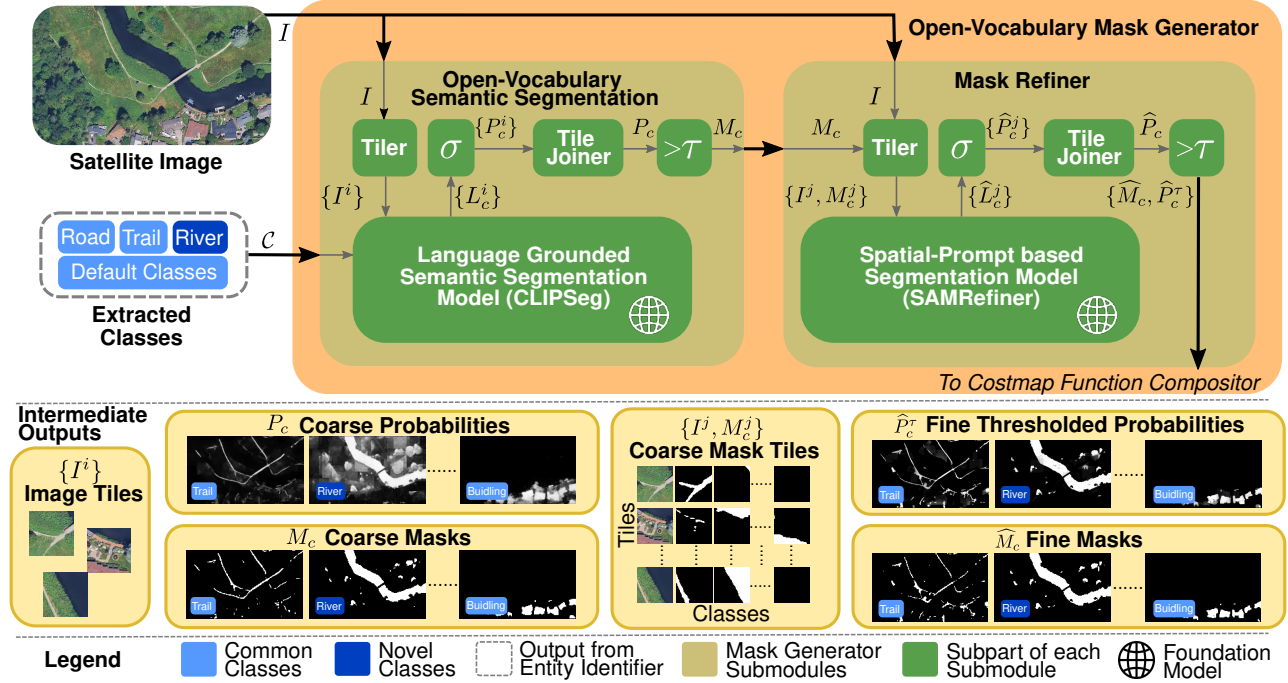 Satellite Image
I
Open-Vocabulary Mask Generator
Open-Vocabulary
Semantic Segmentation
I
Tiler
σ
{P_c^i}
Tile
Joiner
P_c
>τ
M_c
{I^i}
{L_c^i}
Language Grounded
Semantic Segmentation
Model (CLIPSeg)
Mask Refiner
I
M_c
Tiler
σ
{P̂_c^j}
Tile
Joiner
P̂_c
>τ
{I^j, M_c^j}
{L̂_c^j}
{M̂_c, P̂_c^τ}
Spatial-Prompt based
Segmentation Model
(SAMRefiner)
To Costmap Function Compositor
Road
Trail
River
Default Classes
C
Extracted
Classes
Intermediate
Outputs
{I^i}
Image Tiles
P_c Coarse Probabilities
Trail
River
......
Buidling
M_c Coarse Masks
Trail
River
......
Buidling
{I^j, M_c^j}
Coarse Mask Tiles
Tiles
Classes
P̂_c^τ Fine Thresholded Probabilities
Trail
River
......
Buidling
M̂_c Fine Masks
Trail
River
......
Buidling
Legend
Common
Classes
Novel
Classes
Output from
Entity Identifier
Mask Generator
Submodules
Subpart of each
Submodule
Foundation
Model